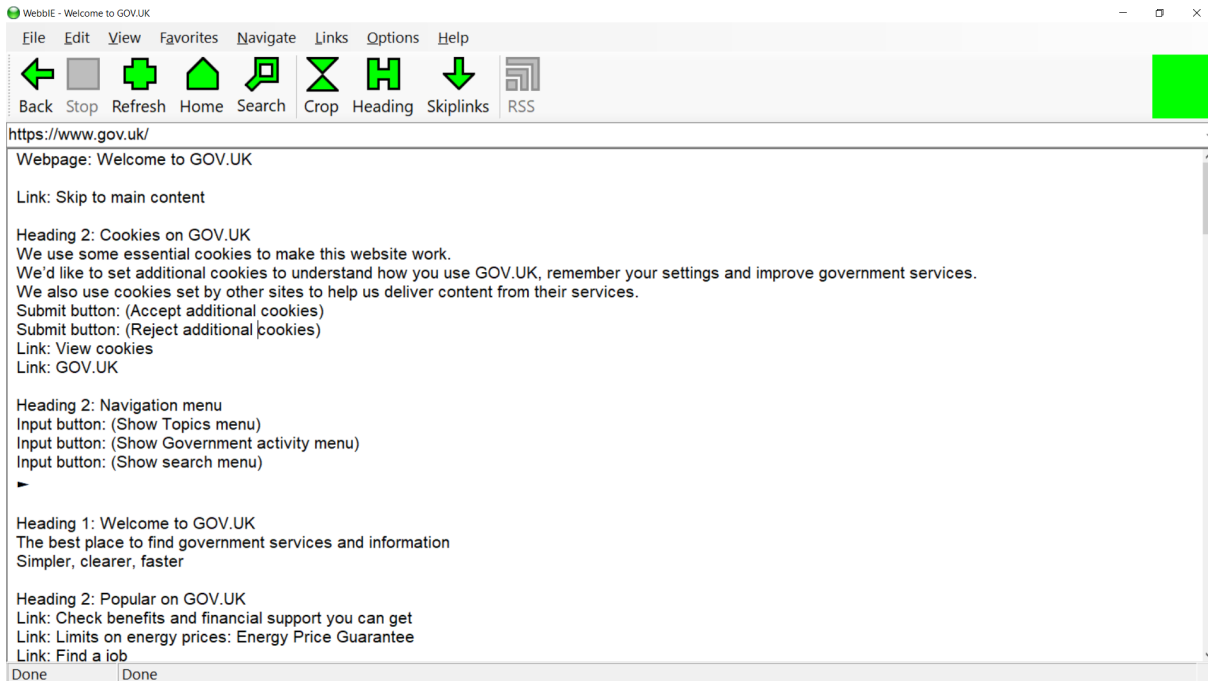 WebbIE - Welcome to GOV.UK
File Edit View Favorites Navigate Links Options Help
Back Stop Refresh Home Search Crop Heading Skiplinks RSS
https://www.gov.uk/
Webpage: Welcome to GOV.UK
Link: Skip to main content
Heading 2: Cookies on GOV.UK
We use some essential cookies to make this website work.
We’d like to set additional cookies to understand how you use GOV.UK, remember your settings and improve government services.
We also use cookies set by other sites to help us deliver content from their services.
Submit button: (Accept additional cookies)
Submit button: (Reject additional cookies)
Link: View cookies
Link: GOV.UK
Heading 2: Navigation menu
Input button: (Show Topics menu)
Input button: (Show Government activity menu)
Input button: (Show search menu)
►
Heading 1: Welcome to GOV.UK
The best place to find government services and information
Simpler, clearer, faster
Heading 2: Popular on GOV.UK
Link: Check benefits and financial support you can get
Link: Limits on energy prices: Energy Price Guarantee
Link: Find a job
Done Done